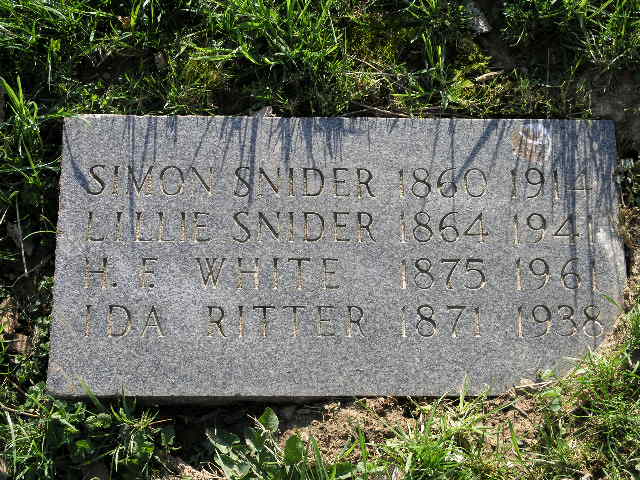 SIMON SNIDER 1860 1914
LILLIE SNIDER 1864 1941
H. F. WHITE 1875 1961
IDA RITTER 1871 1938